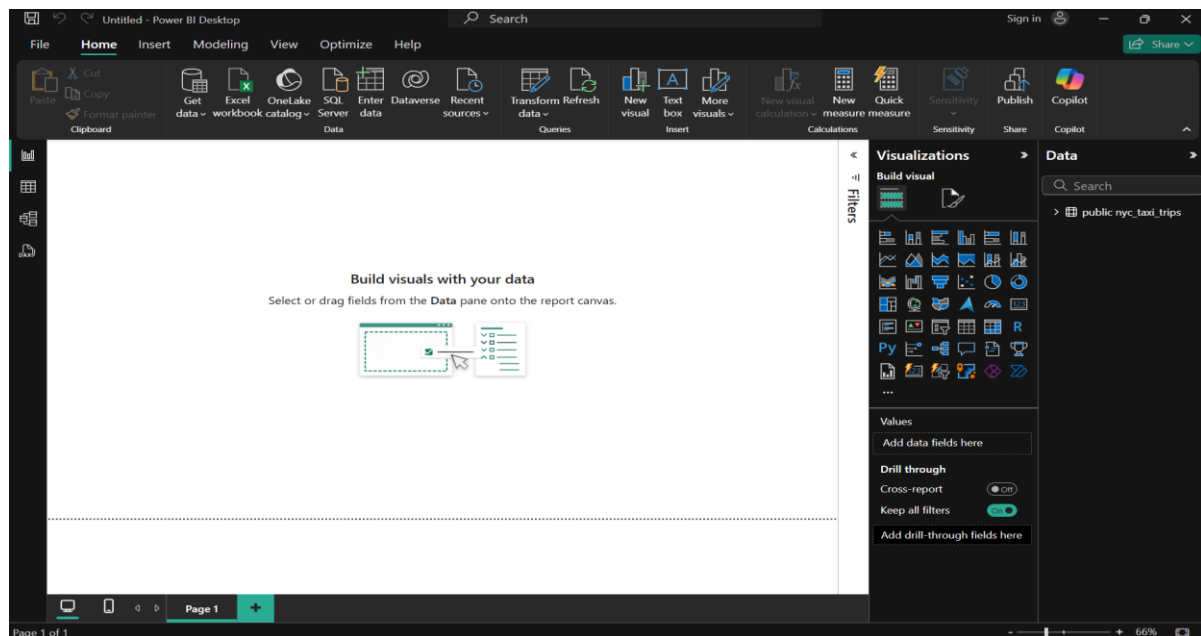 Untitled - Power BI Desktop
Search
Sign in
File Home Insert Modeling View Optimize Help
Share
Paste
Cut
Copy
Format painter
Clipboard
Get data
Excel workbook
OneLake catalog
SQL Server
Enter data
Dataverse
Recent sources
Data
Transform data
Refresh
Queries
New visual
Text box
More visuals
Insert
New visual calculation
New measure
Quick measure
Calculations
Sensitivity
Sensitivity
Publish
Share
Copilot
Copilot
Build visuals with your data
Select or drag fields from the Data pane onto the report canvas.
Filters
Visualizations
Build visual
123
R
Py
Values
Add data fields here
Drill through
Cross-report
Off
Keep all filters
On
Add drill-through fields here
Data
Search
public nyc_taxi_trips
Page 1
Page 1 of 1
66%